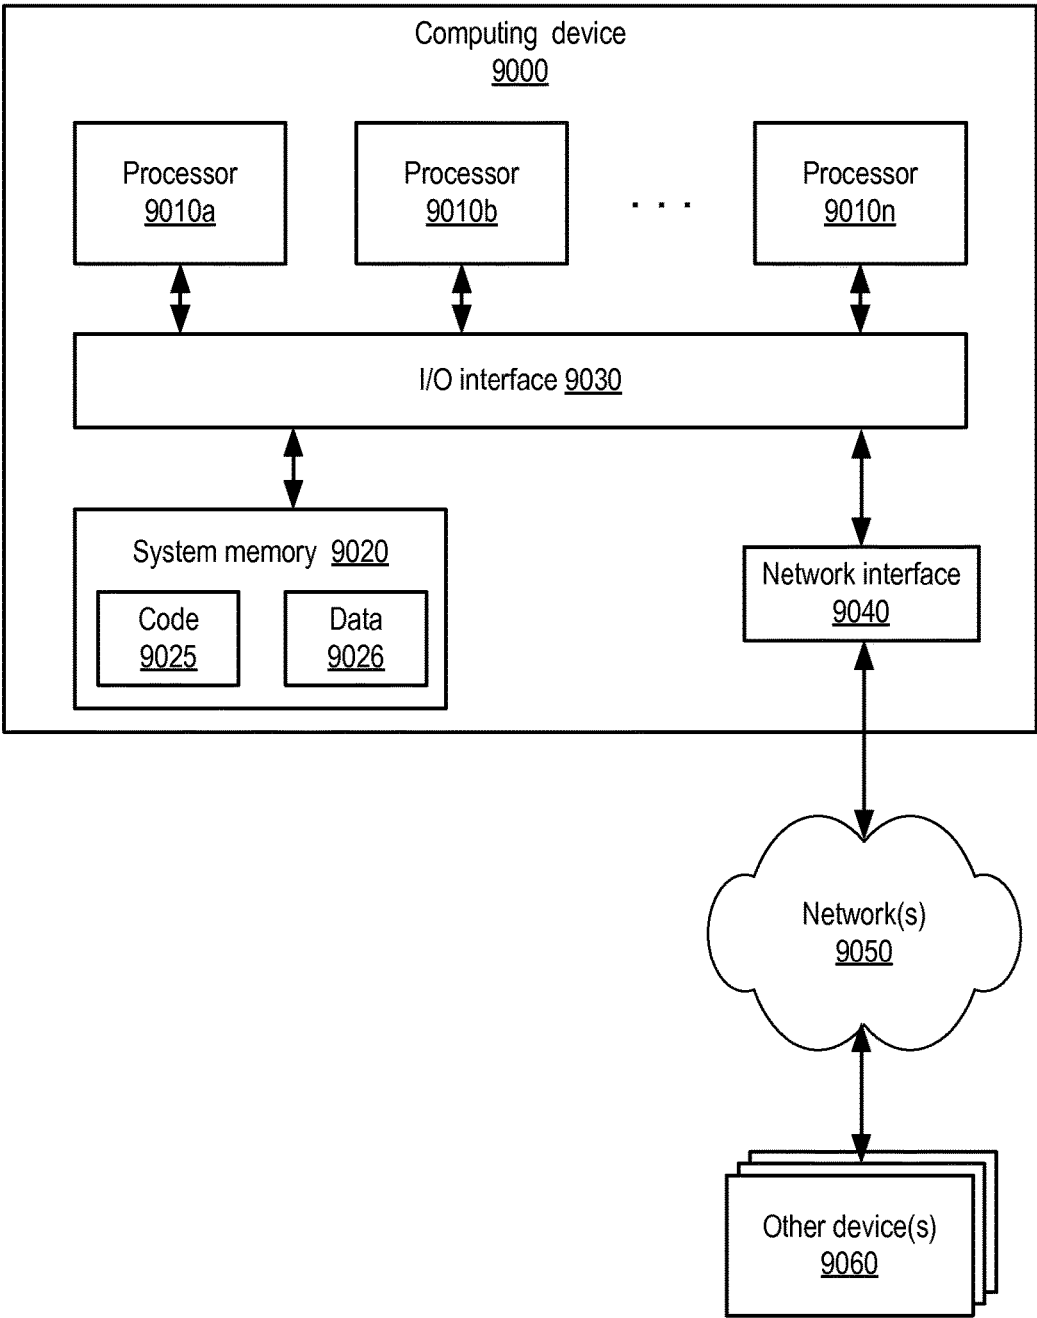 Computing device
9000
Processor
9010a
Processor
9010b
. . .
Processor
9010n
I/O interface 9030
System memory 9020
Code
9025
Data
9026
Network interface
9040
Network(s)
9050
Other device(s)
9060